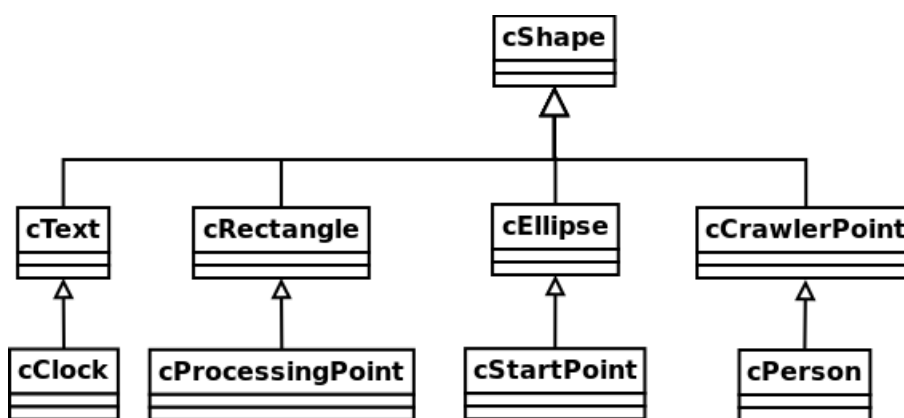 cShape
cText
cRectangle
cEllipse
cCrawlerPoint
cClock
cProcessingPoint
cStartPoint
cPerson